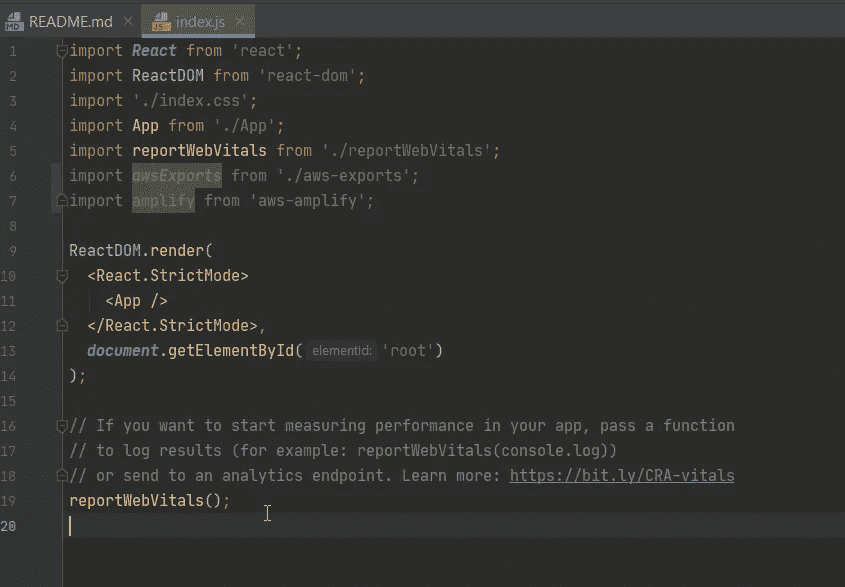 README.md index.js
1 import React from 'react';
2 import ReactDOM from 'react-dom';
3 import './index.css';
4 import App from './App';
5 import reportWebVitals from './reportWebVitals';
6 import awsExports from './aws-exports';
7 import amplify from 'aws-amplify';
8
9 ReactDOM.render(
10 <React.StrictMode>
11 <App />
12 </React.StrictMode>,
13 document.getElementById( elementId: 'root')
14 );
15
16 // If you want to start measuring performance in your app, pass a function
17 // to log results (for example: reportWebVitals(console.log))
18 // or send to an analytics endpoint. Learn more: https://bit.ly/CRA-vitals
19 reportWebVitals();
20